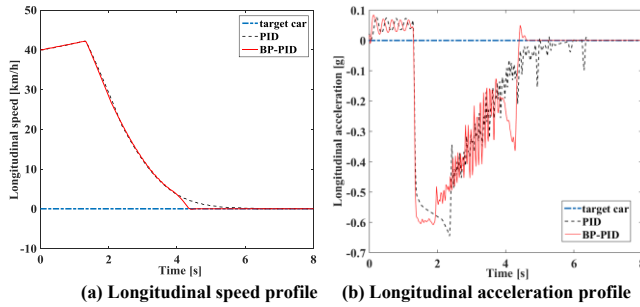 50
40
30
20
10
0
-10
Longitudinal speed [km/h]
target car
PID
BP-PID
0 2 4 6 8
Time [s]
(a) Longitudinal speed profile
0.1
0
-0.1
-0.2
-0.3
-0.4
-0.5
-0.6
-0.7
Longitudinal acceleration [g]
target car
PID
BP-PID
0 2 4 6 8
Time [s]
(b) Longitudinal acceleration profile